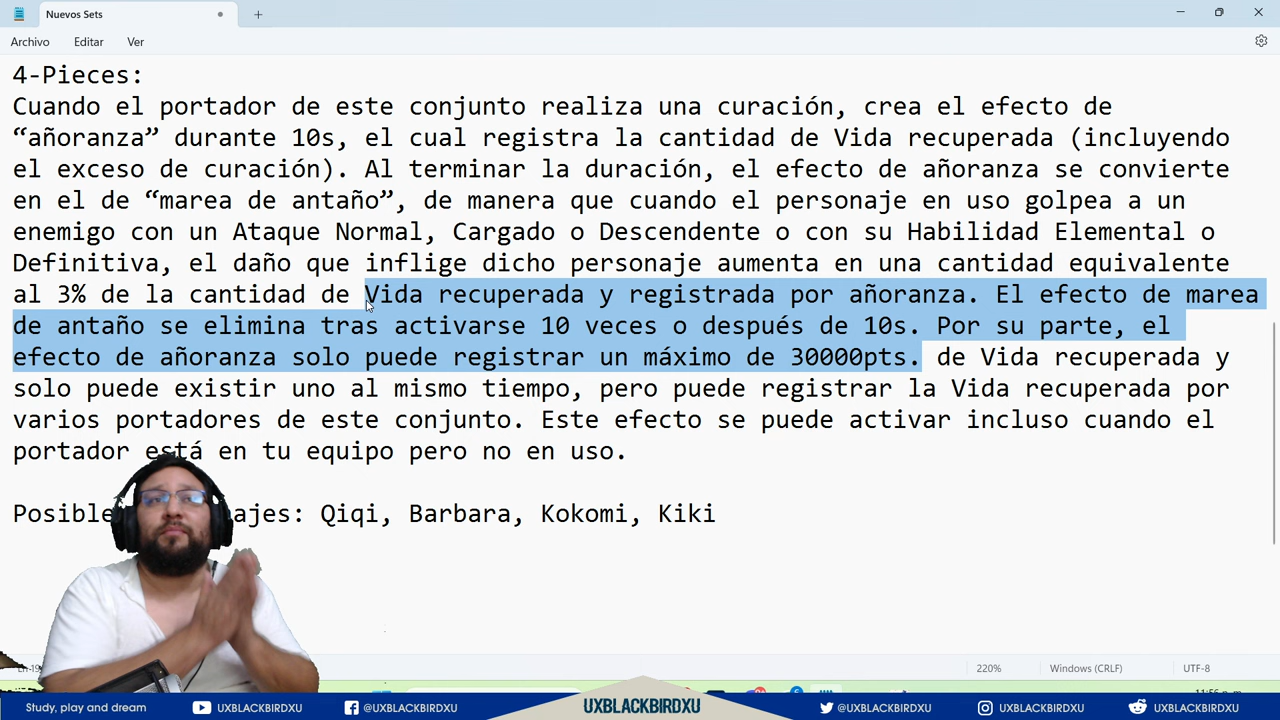 Nuevos Sets
Archivo Editar Ver
4-Pieces:
Cuando el portador de este conjunto realiza una curación, crea el efecto de
“añoranza” durante 10s, el cual registra la cantidad de Vida recuperada (incluyendo
el exceso de curación). Al terminar la duración, el efecto de añoranza se convierte
en el de “marea de antaño”, de manera que cuando el personaje en uso golpea a un
enemigo con un Ataque Normal, Cargado o Descendente o con su Habilidad Elemental o
Definitiva, el daño que inflige dicho personaje aumenta en una cantidad equivalente
al 3% de la cantidad de Vida recuperada y registrada por añoranza. El efecto de marea
de antaño se elimina tras activarse 10 veces o después de 10s. Por su parte, el
efecto de añoranza solo puede registrar un máximo de 30000pts. de Vida recuperada y
solo puede existir uno al mismo tiempo, pero puede registrar la Vida recuperada por
varios portadores de este conjunto. Este efecto se puede activar incluso cuando el
portador está en tu equipo pero no en uso.
Qiqi, Barbara, Kokomi, Kiki
220% Windows (CRLF) UTF-8
Study, play and dream UXBLACKBIRDXU @UXBLACKBIRDXU UXBLACKBIRDXU @UXBLACKBIRDXU UXBLACKBIRDXU UXBLACKBIRDXU